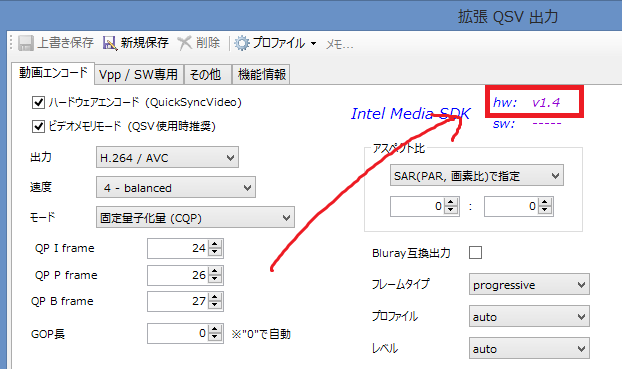 拡張 QSV 出力
上書き保存 新規保存 削除 プロファイル メモ...
動画エンコード Vpp / SW専用 その他 機能情報
ハードウェアエンコード (QuickSyncVideo)
ビデオメモリモード (QSV使用時推奨)
Intel Media SDK
hw: v1.4
sw: -----
出力 H.264 / AVC
速度 4 - balanced
モード 固定量子化量 (CQP)
QP I frame 24
QP P frame 26
QP B frame 27
GOP長 0 ※"0"で自動
アスペクト比
SAR(PAR, 画素比)で指定
0 : 0
Bluray互換出力
フレームタイプ progressive
プロファイル auto
レベル auto